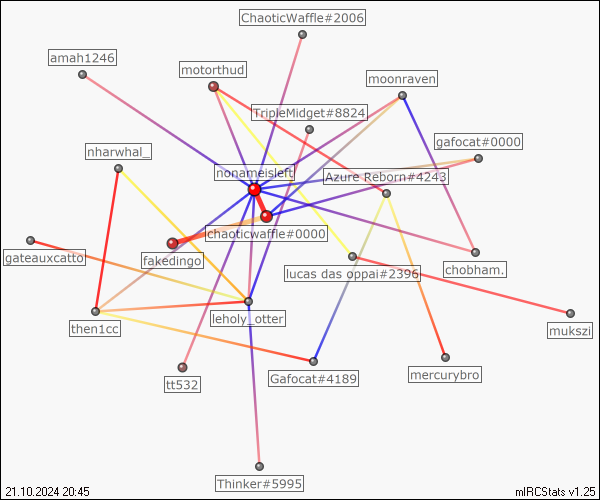 ChaoticWaffle#2006
amah1246
motorthud
moonraven
TripleMidget#8824
gafocat#0000
nharwhal_
nonameisleft
Azure Reborn#4243
chaoticwaffle#0000
gateauxcatto
fakedingo
lucas das oppai#2396
chobham.
then1cc
leholy_otter
mukszi
tt532
Gafocat#4189
mercurybro
Thinker#5995
21.10.2024 20:45
mIRCStats v1.25